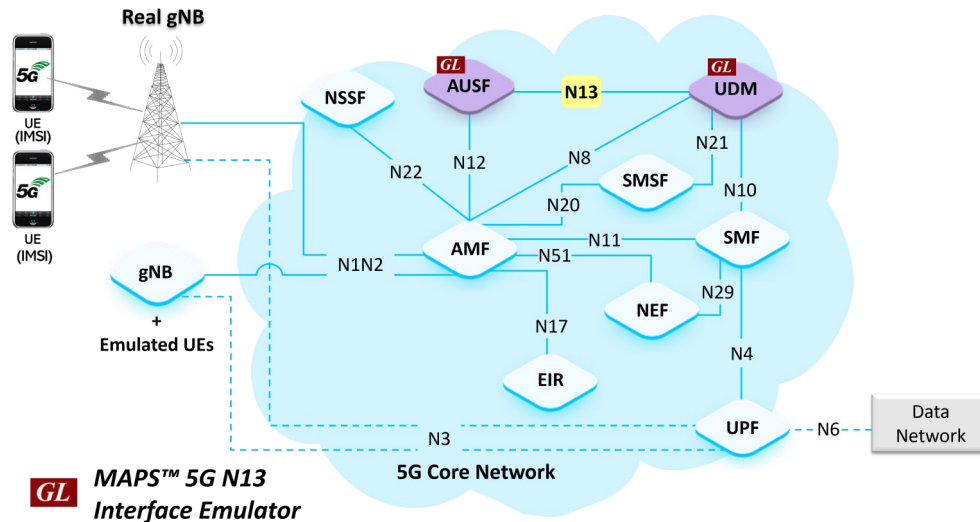 Real gNB
5G
UE
(IMSI)
5G
UE
(IMSI)
GL
AUSF
N13
GL
UDM
NSSF
N22
N12
N8
N21
SMSF
N20
N10
AMF
N11
SMF
N51
gNB
N1N2
N29
NEF
+
Emulated UEs
N17
N4
EIR
UPF
N6
Data
Network
N3
5G Core Network
GL
MAPS™ 5G N13
Interface Emulator